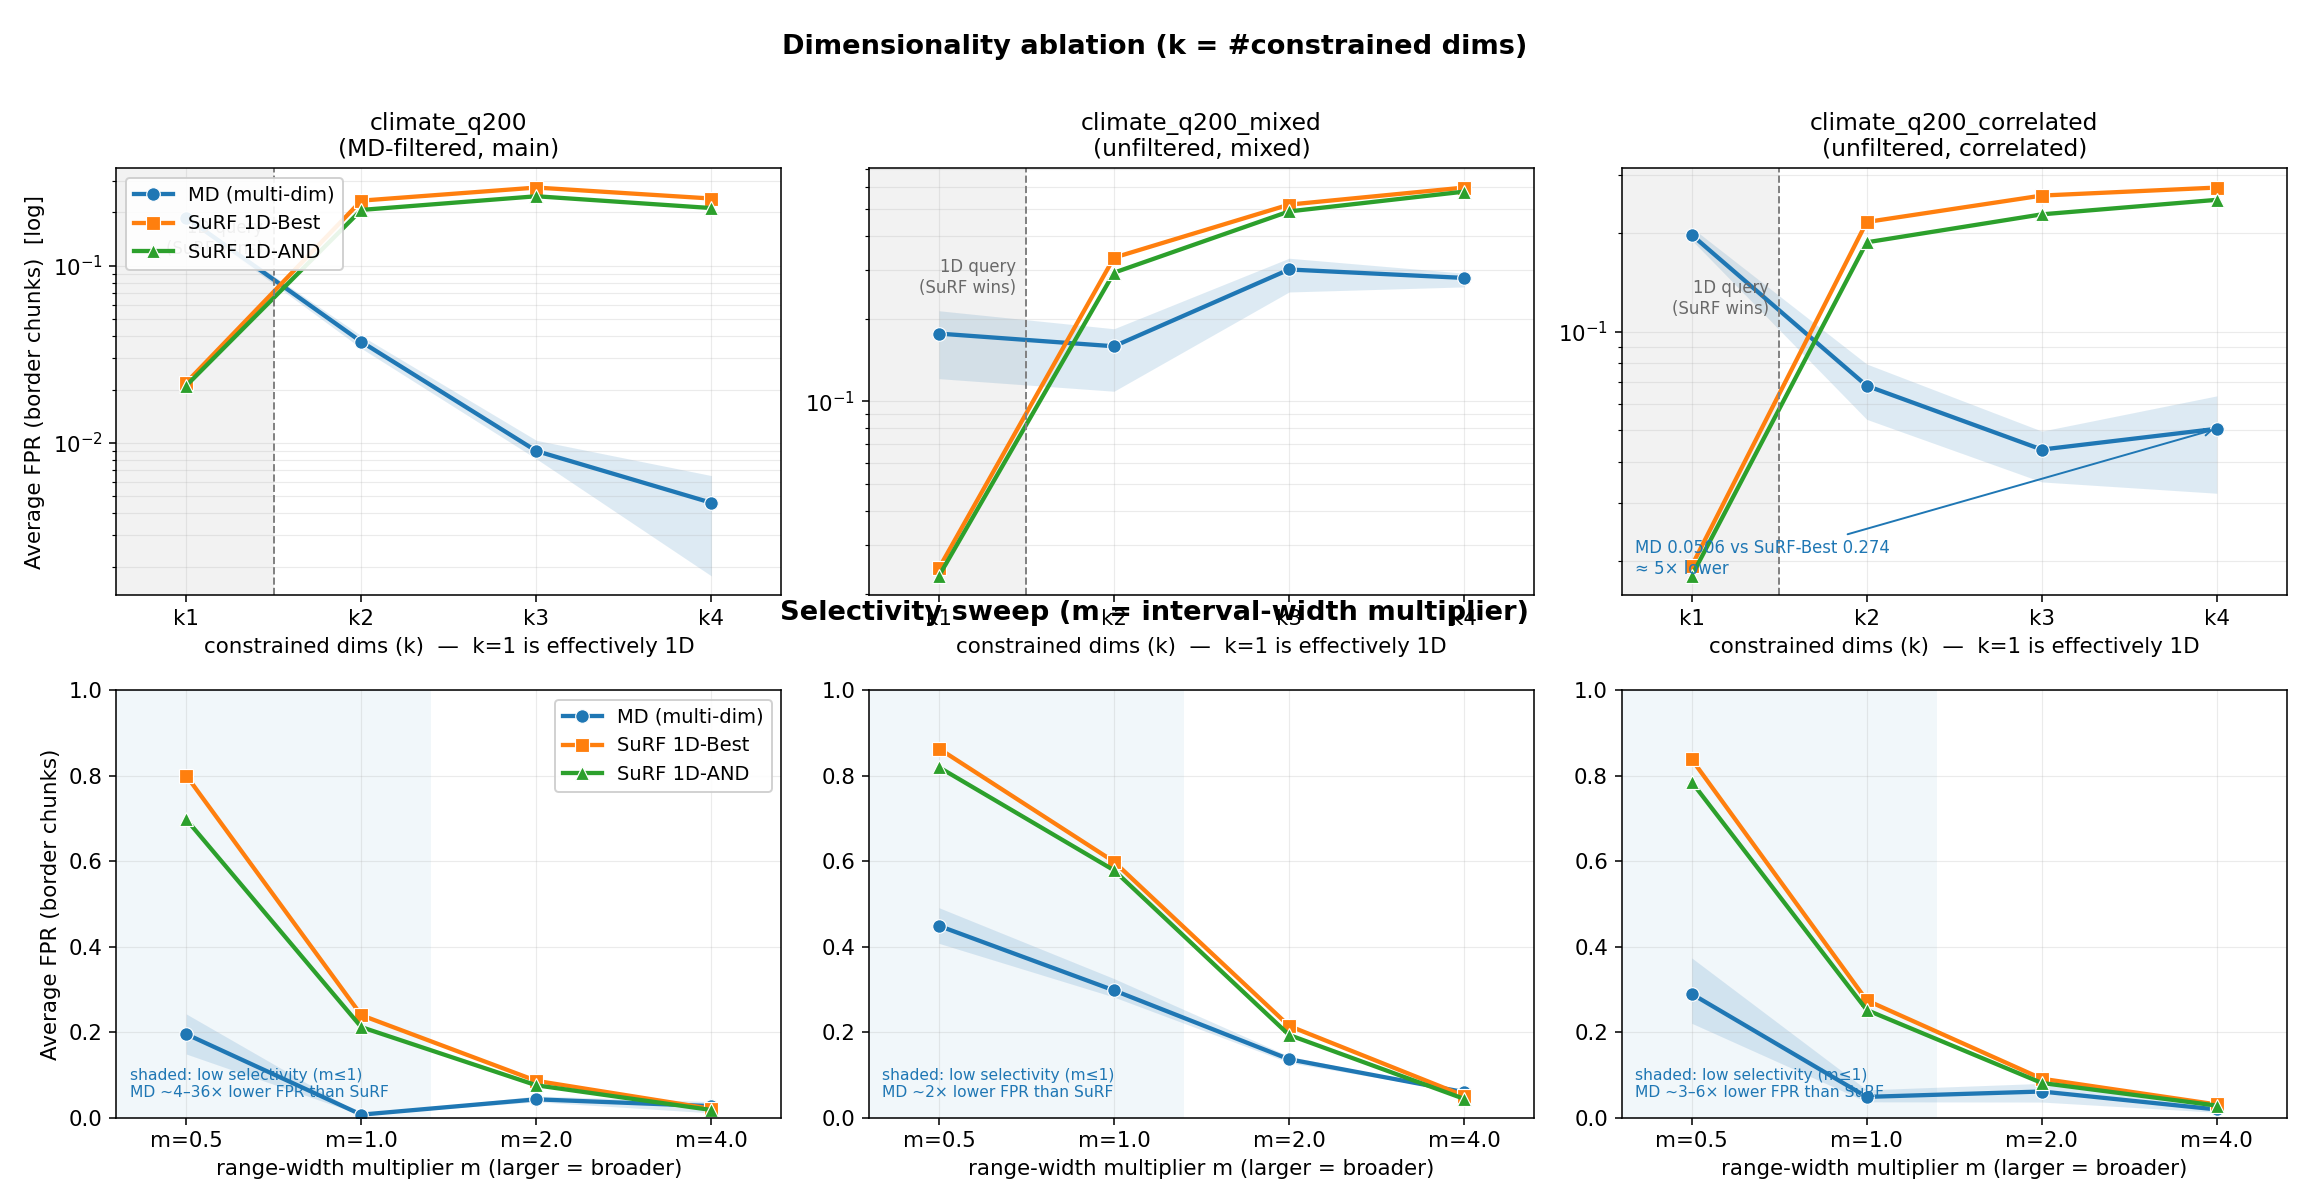 Dimensionality ablation (k = #constrained dims)
climate_q200
(MD-filtered, main)
climate_q200_mixed
(unfiltered, mixed)
climate_q200_correlated
(unfiltered, correlated)
Average FPR (border chunks) [log]
10⁻¹
10⁻²
MD (multi-dim)
SuRF 1D-Best
SuRF 1D-AND
k1
k2
k3
k4
constrained dims (k) — k=1 is effectively 1D
10⁻¹
1D query
(SuRF wins)
k1
k2
k3
k4
constrained dims (k) — k=1 is effectively 1D
10⁻¹
1D query
(SuRF wins)
MD 0.0506 vs SuRF-Best 0.274
≈ 5× lower
k1
k2
k3
k4
constrained dims (k) — k=1 is effectively 1D
Selectivity sweep (m = interval-width multiplier)
Average FPR (border chunks)
1.0
0.8
0.6
0.4
0.2
0.0
MD (multi-dim)
SuRF 1D-Best
SuRF 1D-AND
shaded: low selectivity (m≤1)
MD ~4–36× lower FPR than SuRF
m=0.5
m=1.0
m=2.0
m=4.0
range-width multiplier m (larger = broader)
1.0
0.8
0.6
0.4
0.2
0.0
shaded: low selectivity (m≤1)
MD ~2× lower FPR than SuRF
m=0.5
m=1.0
m=2.0
m=4.0
range-width multiplier m (larger = broader)
1.0
0.8
0.6
0.4
0.2
0.0
shaded: low selectivity (m≤1)
MD ~3–6× lower FPR than SuRF
m=0.5
m=1.0
m=2.0
m=4.0
range-width multiplier m (larger = broader)